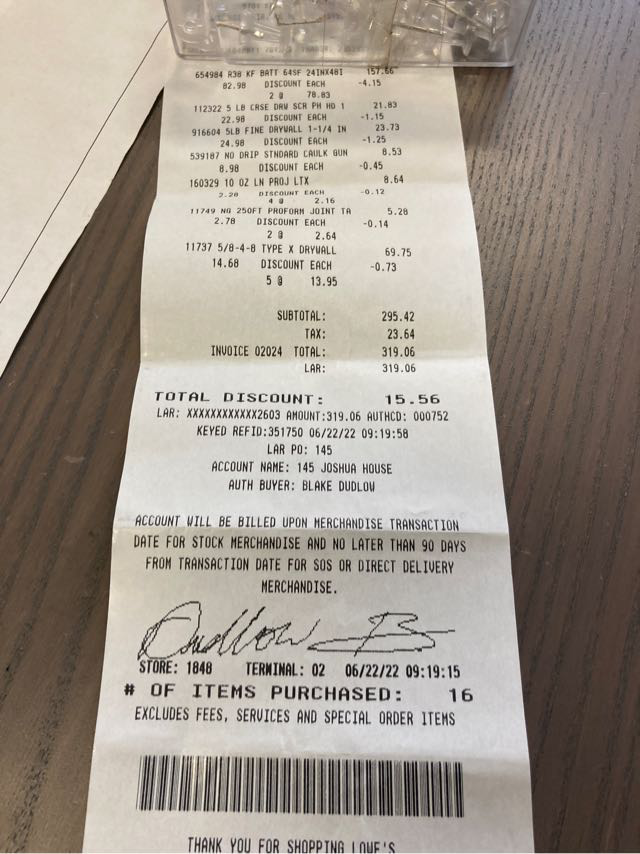 654984 R38 KF BATT 64SF 24INX48I 157.66
82.98 DISCOUNT EACH -4.15
2 @ 78.83
112322 5 LB CRSE DRW SCR PH HD 1 21.83
22.98 DISCOUNT EACH -1.15
916604 5LB FINE DRYWALL 1-1/4 IN 23.73
24.98 DISCOUNT EACH -1.25
539187 NO DRIP STNDARD CAULK GUN 8.53
8.98 DISCOUNT EACH -0.45
160329 10 OZ LN PROJ LTX 8.64
2.28 DISCOUNT EACH -0.12
4 @ 2.16
11749 NG 250FT PROFORM JOINT TA 5.28
2.78 DISCOUNT EACH -0.14
2 @ 2.64
11737 5/8-4-8 TYPE X DRYWALL 69.75
14.68 DISCOUNT EACH -0.73
5 @ 13.95
SUBTOTAL: 295.42
TAX: 23.64
INVOICE 02024 TOTAL: 319.06
LAR: 319.06
TOTAL DISCOUNT: 15.56
LAR: XXXXXXXXXXXX2603 AMOUNT:319.06 AUTHCD: 000752
KEYED REFID:351750 06/22/22 09:19:58
LAR PO: 145
ACCOUNT NAME: 145 JOSHUA HOUSE
AUTH BUYER: BLAKE DUDLOW
ACCOUNT WILL BE BILLED UPON MERCHANDISE TRANSACTION
DATE FOR STOCK MERCHANDISE AND NO LATER THAN 90 DAYS
FROM TRANSACTION DATE FOR SOS OR DIRECT DELIVERY
MERCHANDISE.
Dudlow B
STORE: 1848 TERMINAL: 02 06/22/22 09:19:15
# OF ITEMS PURCHASED: 16
EXCLUDES FEES, SERVICES AND SPECIAL ORDER ITEMS
THANK YOU FOR SHOPPING LOWE'S